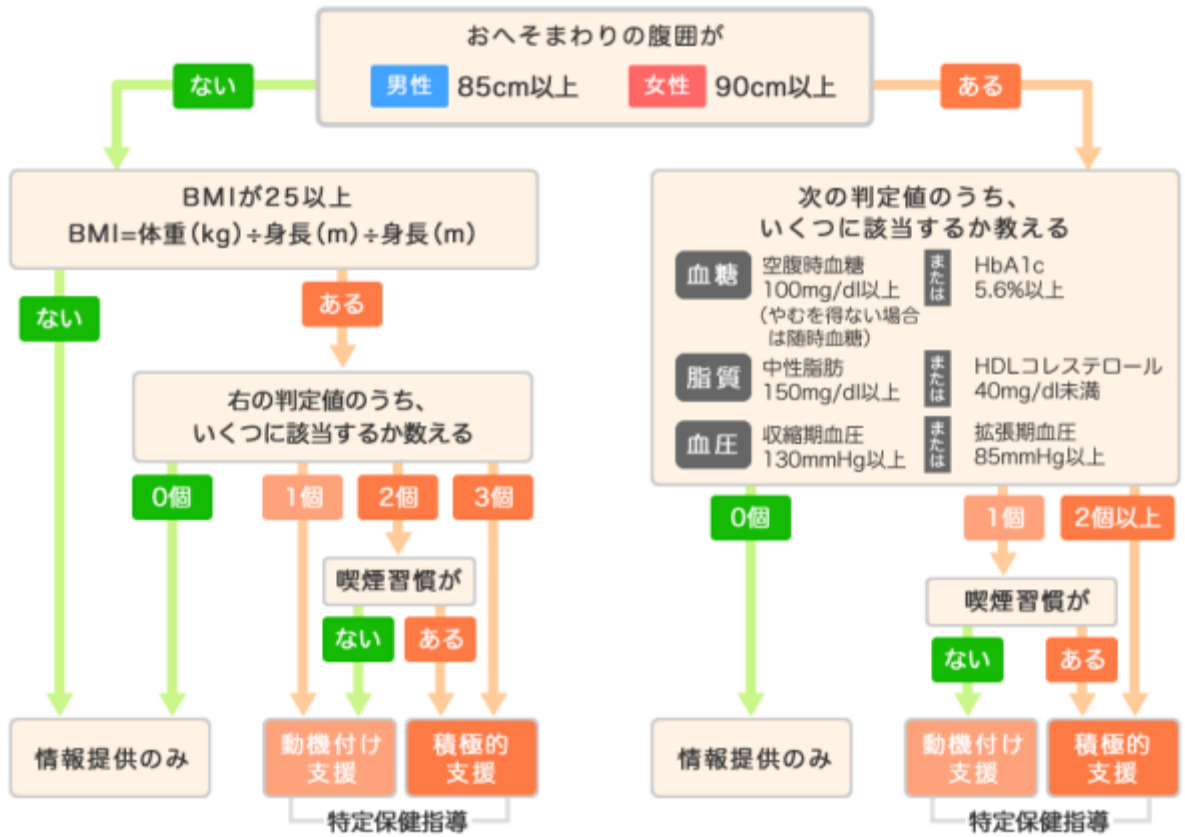 おへそまわりの腹囲が
男性 85cm以上 女性 90cm以上
ない
ある
BMIが25以上
BMI=体重(kg)÷身長(m)÷身長(m)
ない
ある
右の判定値のうち、
いくつに該当するか数える
0個
1個
2個
3個
喫煙習慣が
ない
ある
情報提供のみ
動機付け
支援
積極的
支援
特定保健指導
次の判定値のうち、
いくつに該当するか教える
血糖
空腹時血糖
100mg/dl以上
(やむを得ない場合
は随時血糖)
または
HbA1c
5.6%以上
脂質
中性脂肪
150mg/dl以上
または
HDLコレステロール
40mg/dl未満
血圧
収縮期血圧
130mmHg以上
または
拡張期血圧
85mmHg以上
0個
1個
2個以上
喫煙習慣が
ない
ある
情報提供のみ
動機付け
支援
積極的
支援
特定保健指導